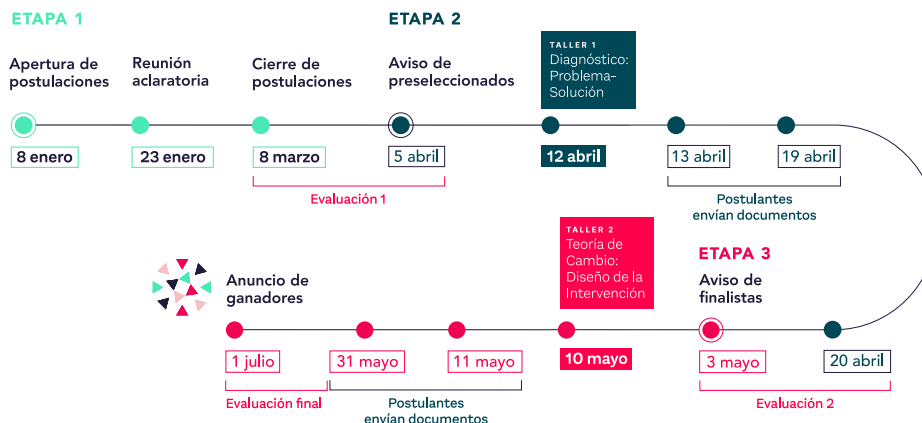 ETAPA 1
Apertura de
postulaciones
8 enero
Reunión
aclaratoria
23 enero
Cierre de
postulaciones
8 marzo
ETAPA 2
Aviso de
preseleccionados
5 abril
Evaluación 1
TALLER 1
Diagnóstico:
Problema-
Solución
12 abril
13 abril
19 abril
Postulantes
envían documentos
20 abril
ETAPA 3
Aviso de
finalistas
3 mayo
Evaluación 2
TALLER 2
Teoría de
Cambio:
Diseño de la
Intervención
10 mayo
11 mayo
31 mayo
Postulantes
envían documentos
Anuncio de
ganadores
1 julio
Evaluación final